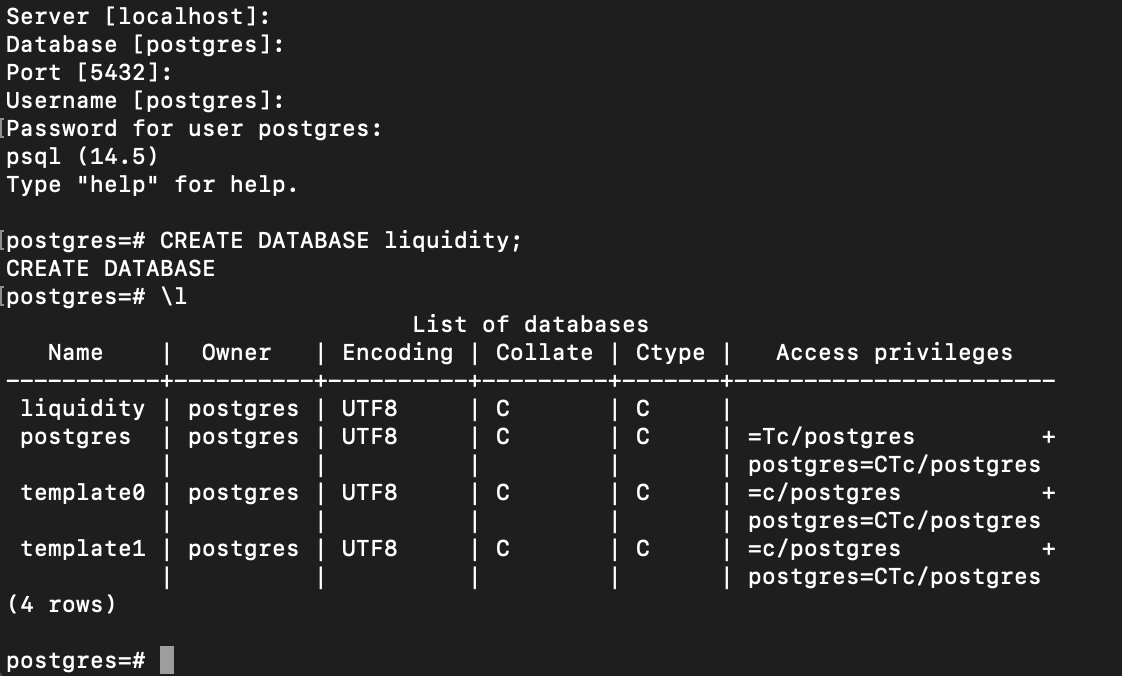 Server [localhost]:
Database [postgres]:
Port [5432]:
Username [postgres]:
[Password for user postgres:
psql (14.5)
Type "help" for help.

[postgres=# CREATE DATABASE liquidity;
CREATE DATABASE
[postgres=# \l
                             List of databases
   Name    |  Owner   | Encoding | Collate | Ctype |   Access privileges
-----------+----------+----------+---------+-------+-----------------------
 liquidity | postgres | UTF8     | C       | C     |
 postgres  | postgres | UTF8     | C       | C     | =Tc/postgres         +
           |          |          |         |       | postgres=CTc/postgres
 template0 | postgres | UTF8     | C       | C     | =c/postgres          +
           |          |          |         |       | postgres=CTc/postgres
 template1 | postgres | UTF8     | C       | C     | =c/postgres          +
           |          |          |         |       | postgres=CTc/postgres
(4 rows)

postgres=#